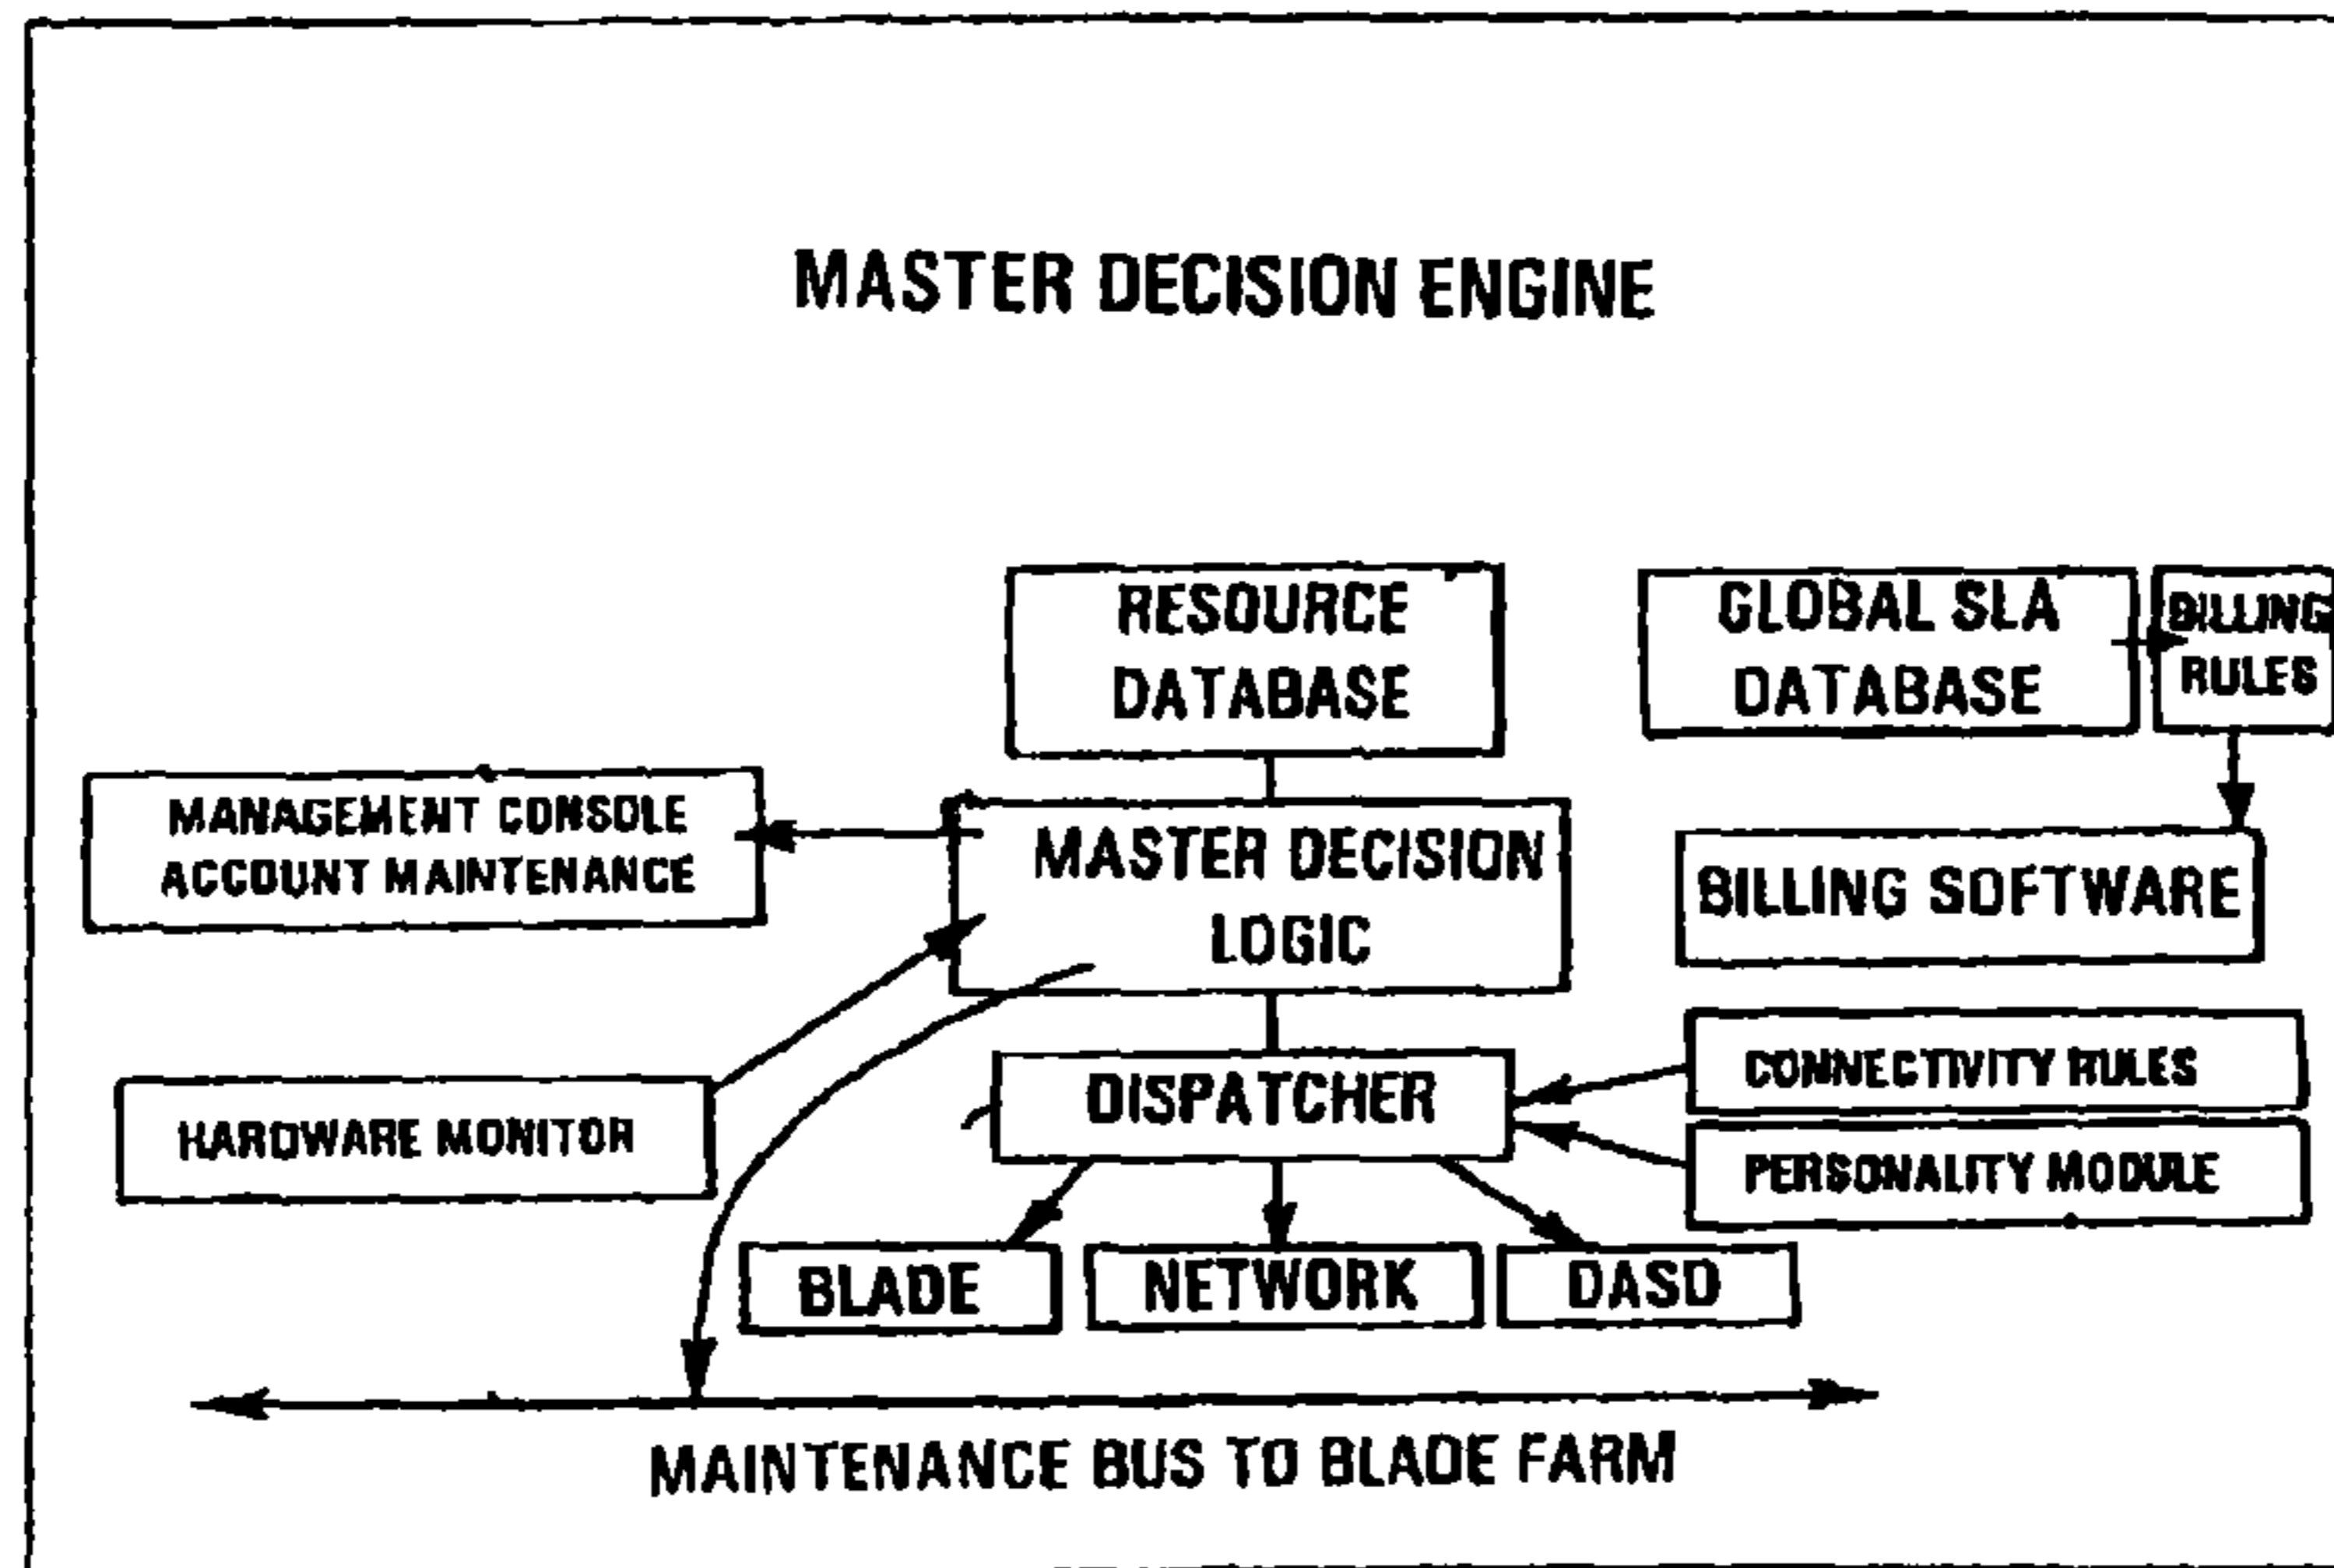 MASTER DECISION ENGINE
RESOURCE
DATABASE
GLOBAL SLA
DATABASE
BILLING
RULES
MANAGEMENT CONSOLE
ACCOUNT MAINTENANCE
MASTER DECISION
LOGIC
BILLING SOFTWARE
HARDWARE MONITOR
DISPATCHER
CONNECTIVITY RULES
PERSONALITY MODULE
BLADE
NETWORK
DASD
MAINTENANCE BUS TO BLADE FARM